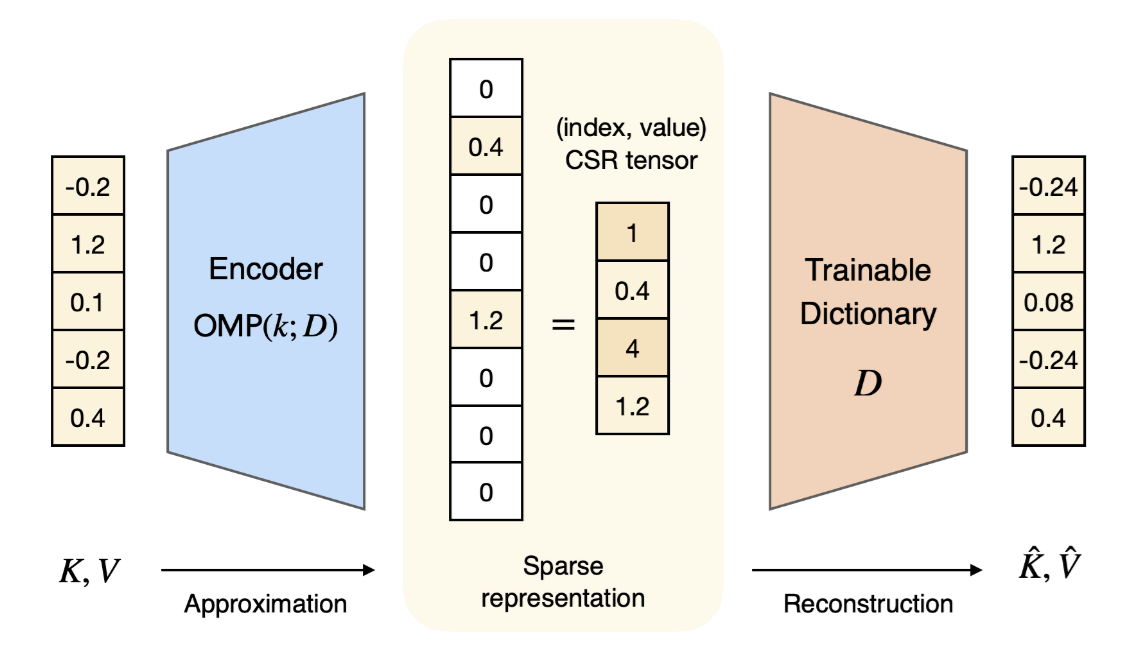 -0.2
1.2
0.1
-0.2
0.4
K, V
Encoder
OMP(k; D)
Approximation
0
0.4
0
0
1.2
0
0
0
=
(index, value)
CSR tensor
1
0.4
4
1.2
Sparse
representation
Trainable
Dictionary
D
Reconstruction
-0.24
1.2
0.08
-0.24
0.4
K̂, V̂